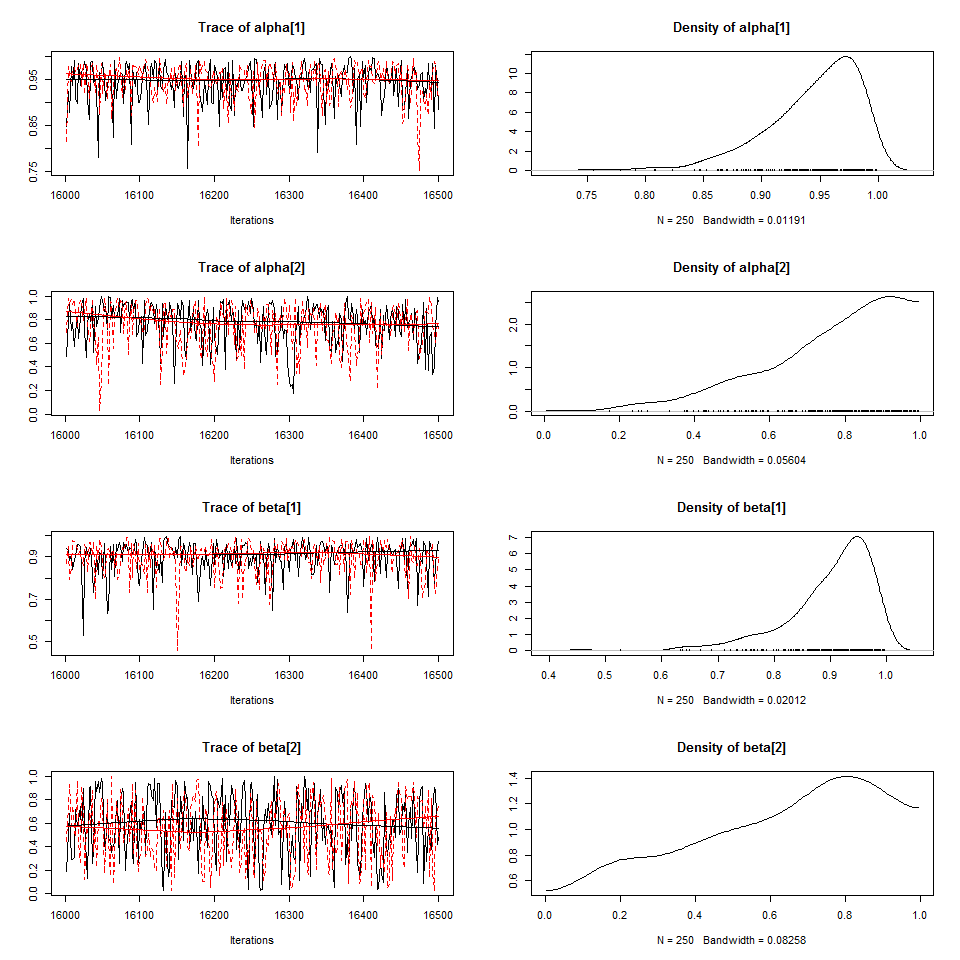 Trace of alpha[1]
0.75 0.85 0.95
16000 16100 16200 16300 16400 16500
Iterations
Density of alpha[1]
0 2 4 6 8 10
0.75 0.80 0.85 0.90 0.95 1.00
N = 250 Bandwidth = 0.01191
Trace of alpha[2]
0.0 0.2 0.4 0.6 0.8 1.0
16000 16100 16200 16300 16400 16500
Iterations
Density of alpha[2]
0.0 1.0 2.0
0.0 0.2 0.4 0.6 0.8 1.0
N = 250 Bandwidth = 0.05604
Trace of beta[1]
0.5 0.7 0.9
16000 16100 16200 16300 16400 16500
Iterations
Density of beta[1]
0 1 2 3 4 5 6 7
0.4 0.5 0.6 0.7 0.8 0.9 1.0
N = 250 Bandwidth = 0.02012
Trace of beta[2]
0.0 0.2 0.4 0.6 0.8 1.0
16000 16100 16200 16300 16400 16500
Iterations
Density of beta[2]
0.6 0.8 1.0 1.2 1.4
0.0 0.2 0.4 0.6 0.8 1.0
N = 250 Bandwidth = 0.08258